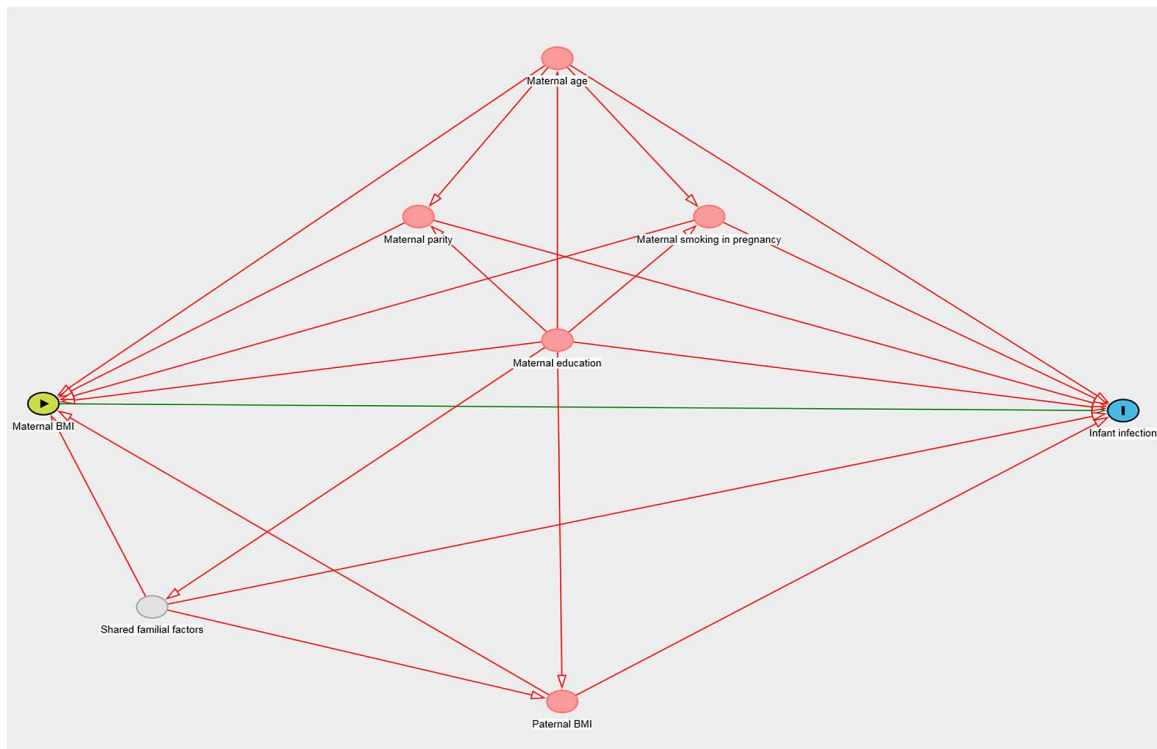 Maternal age
Maternal parity
Maternal smoking in pregnancy
Maternal education
Maternal BMI
Infant infection
Shared familial factors
Paternal BMI